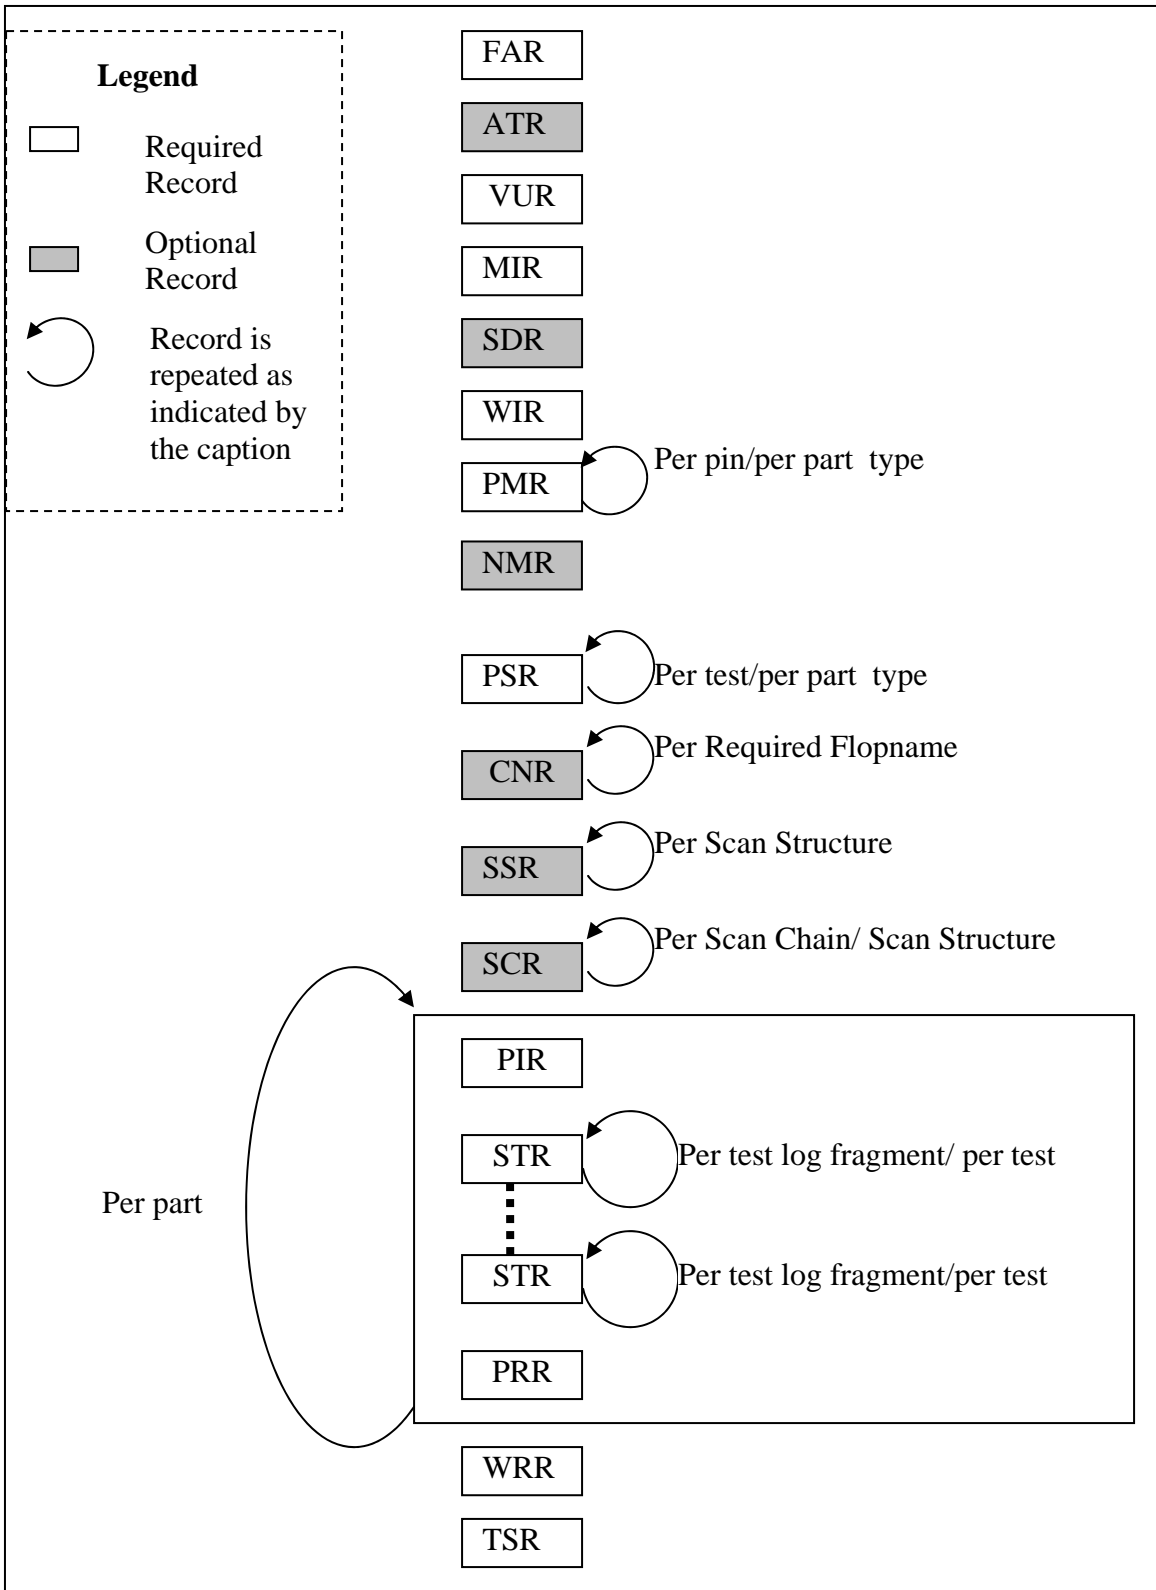 Legend
Required
Record
Optional
Record
Record is
repeated as
indicated by
the caption
FAR
ATR
VUR
MIR
SDR
WIR
PMR
Per pin/per part type
NMR
PSR
Per test/per part type
CNR
Per Required Flopname
SSR
Per Scan Structure
SCR
Per Scan Chain/ Scan Structure
Per part
PIR
STR
Per test log fragment/ per test
STR
Per test log fragment/per test
PRR
WRR
TSR